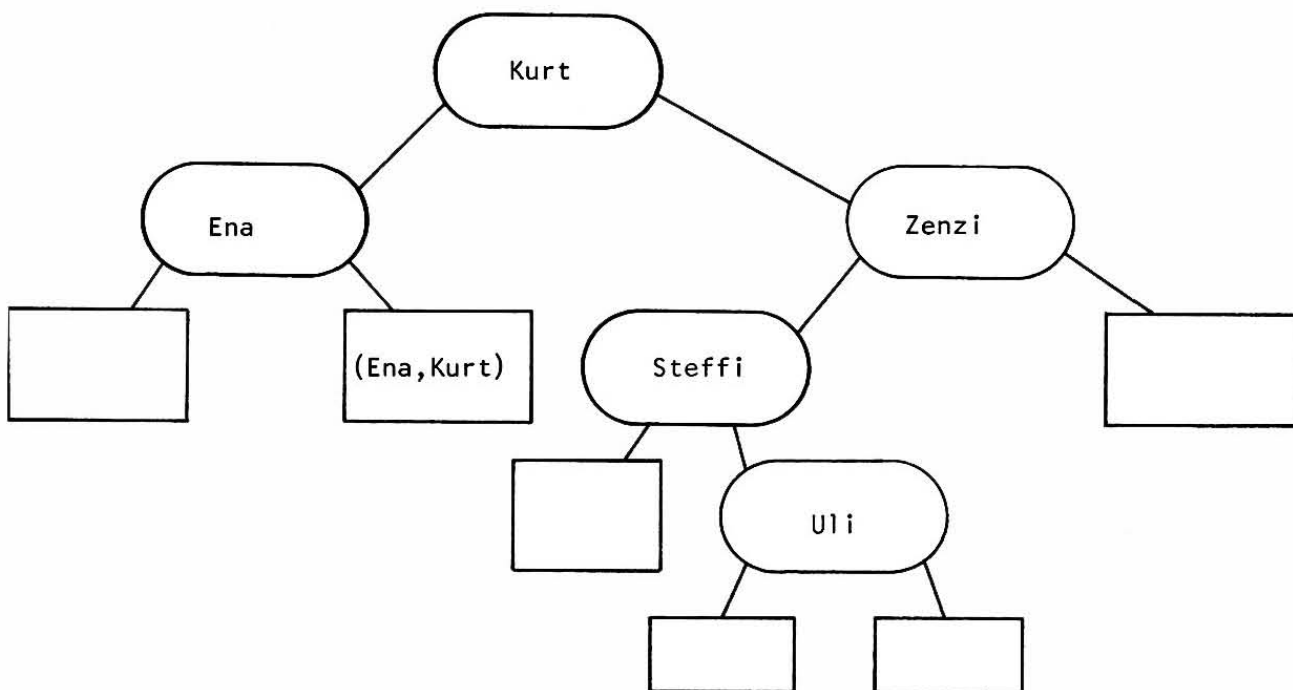 Kurt
Ena
Zenzi
(Ena,Kurt)
Steffi
Uli